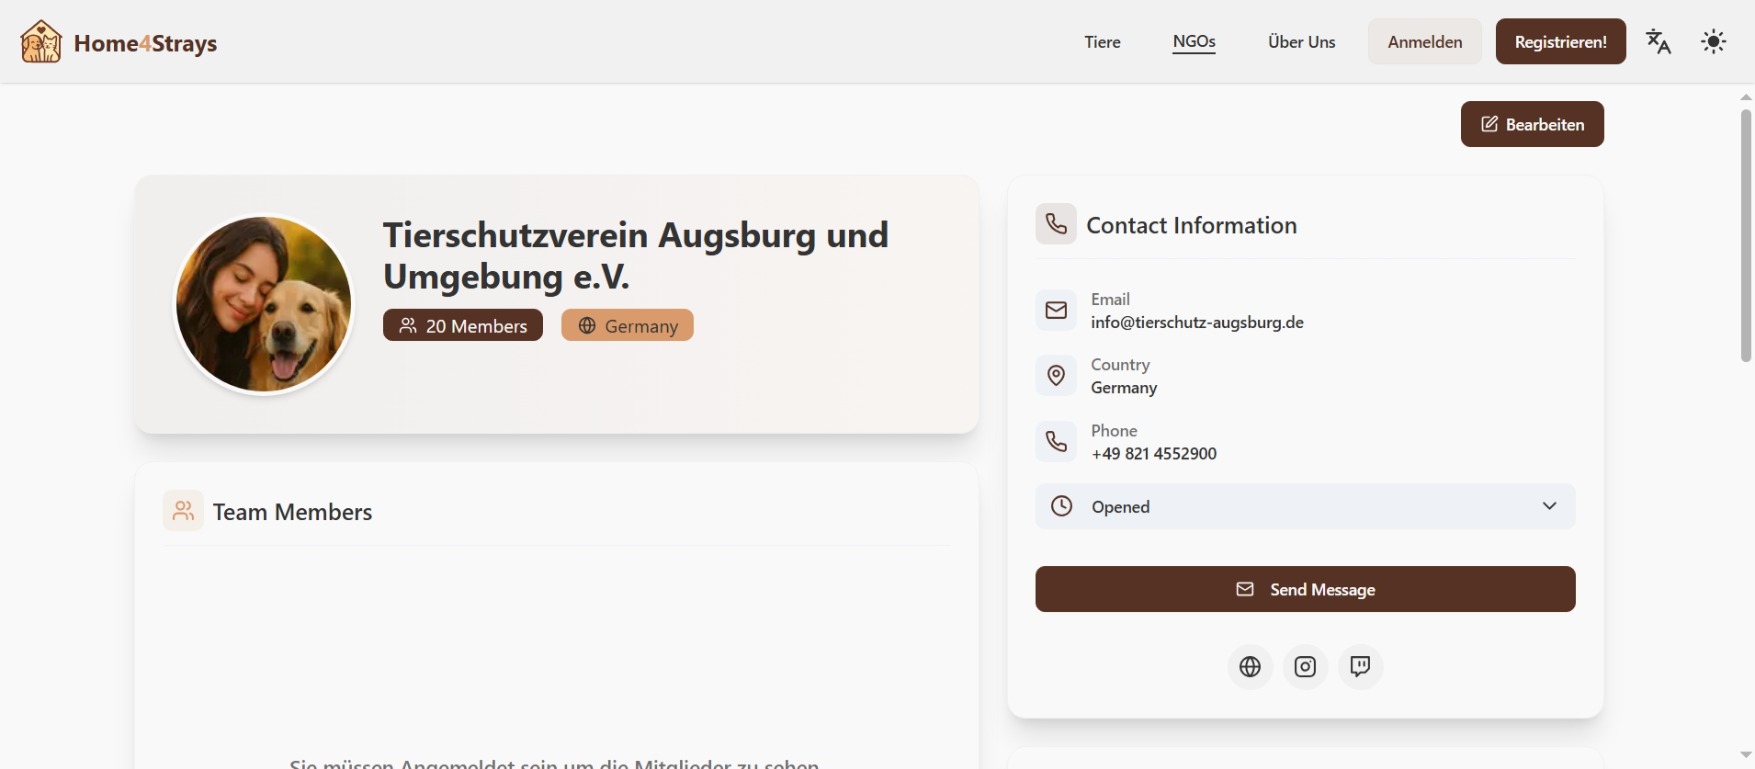 Home4Strays
Tiere
NGOs
Über Uns
Anmelden
Registrieren!
Bearbeiten
Tierschutzverein Augsburg und
Umgebung e.V.
20 Members
Germany
Team Members
Sie müssen Angemeldet sein um die Mitglieder zu sehen
Contact Information
Email
info@tierschutz-augsburg.de
Country
Germany
Phone
+49 821 4552900
Opened
Send Message